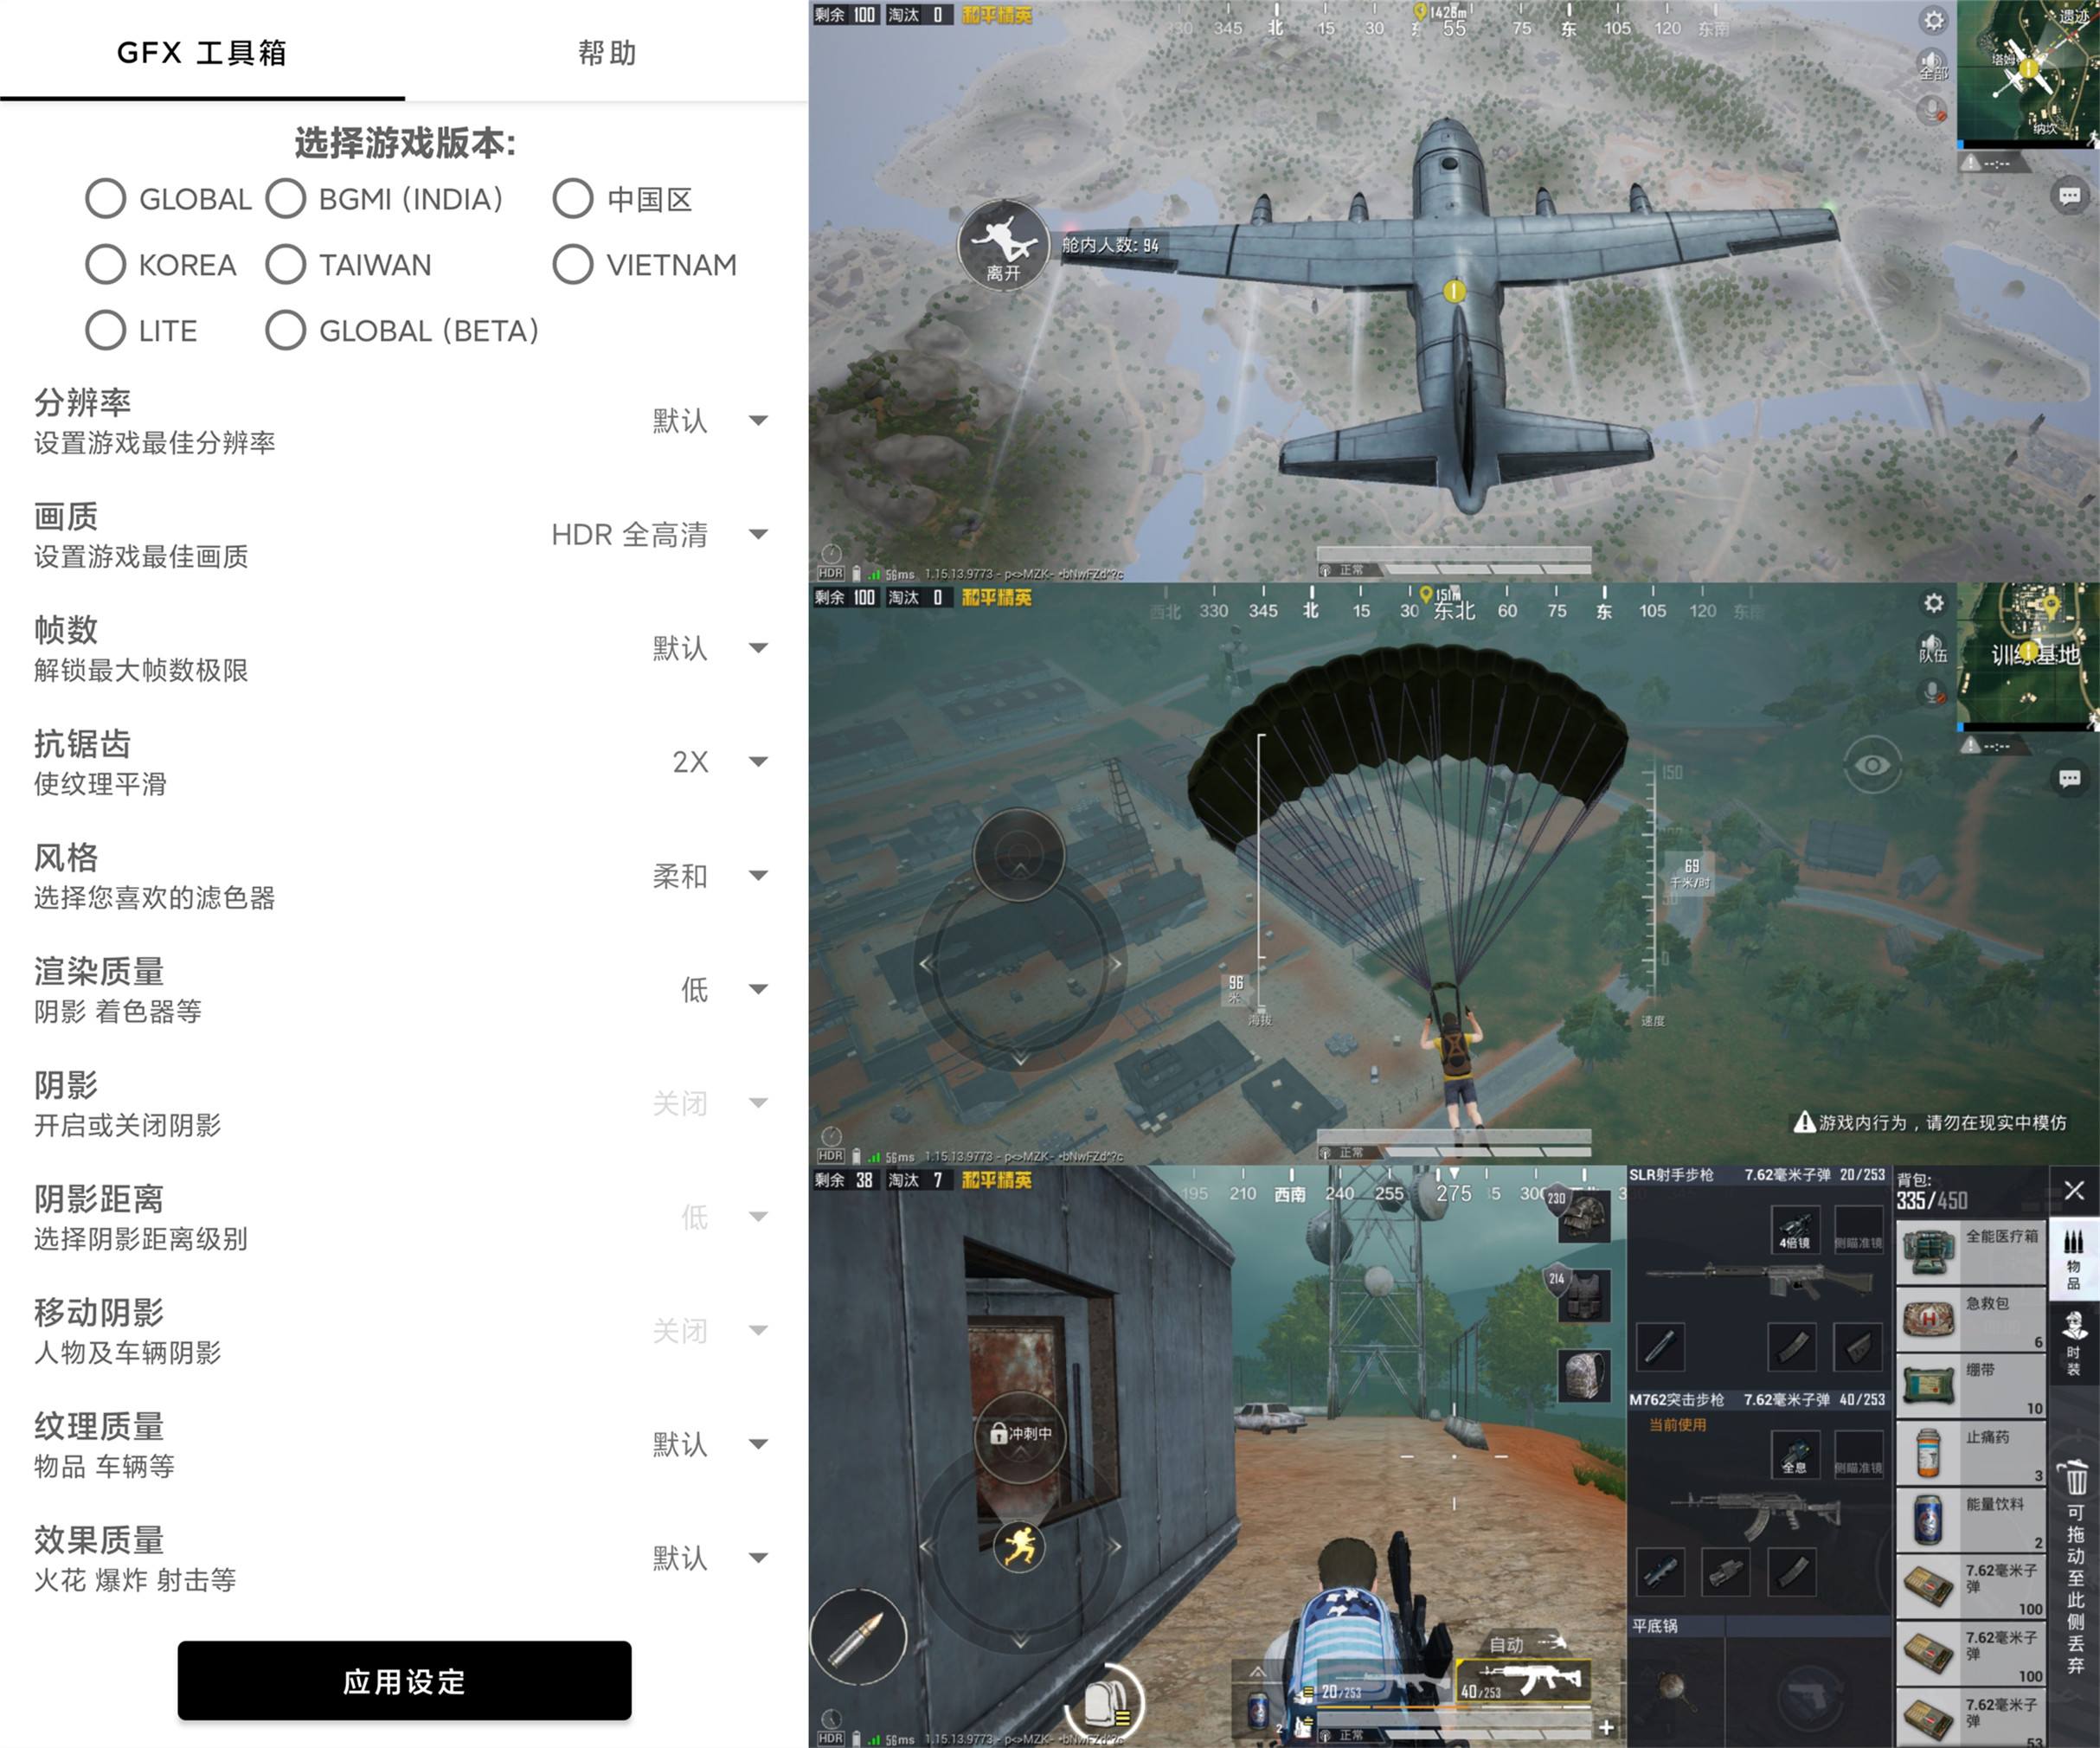 GFX 工具箱
帮助
选择游戏版本:
GLOBAL
BGMI (INDIA)
中国区
KOREA
TAIWAN
VIETNAM
LITE
GLOBAL (BETA)
分辨率
设置游戏最佳分辨率
默认
画质
设置游戏最佳画质
HDR 全高清
帧数
解锁最大帧数极限
默认
抗锯齿
使纹理平滑
2X
风格
选择您喜欢的滤色器
柔和
渲染质量
阴影 着色器等
低
阴影
开启或关闭阴影
关闭
阴影距离
选择阴影距离级别
低
移动阴影
人物及车辆阴影
关闭
纹理质量
物品 车辆等
默认
效果质量
火花 爆炸 射击等
默认
应用设定
剩余 100 淘汰 0 和平精英
330 345 北 15 30 55 75 东 105 120 东南
1426m
全部
遗迹
塔姆
纳坎
--:--
离开
舱内人数: 94
正常
HDR 56ms 1.15.13.9773
剩余 100 淘汰 0 和平精英
西北 330 345 北 15 30 东北 60 75 东 105 120 东南
151m
队伍
训练基地
--:--
150
69
千米/时
50
0
速度
96
米
海拔
游戏内行为，请勿在现实中模仿
正常
HDR 56ms 1.15.13.9773
剩余 38 淘汰 7 和平精英
195 210 西南 240 255 275 300
230
214
冲刺中
自动
20/253
40/253
2
正常
HDR 56ms 1.15.13.9773
SLR射手步枪 7.62毫米子弹 20/253
4倍镜
侧瞄准镜
M762突击步枪 7.62毫米子弹 40/253
当前使用
全息
侧瞄准镜
平底锅
背包:
335/450
全能医疗箱
急救包
6
绷带
10
止痛药
3
能量饮料
2
7.62毫米子弹
100
7.62毫米子弹
100
7.62毫米子弹
53
物品
时装
可拖动至此侧丢弃